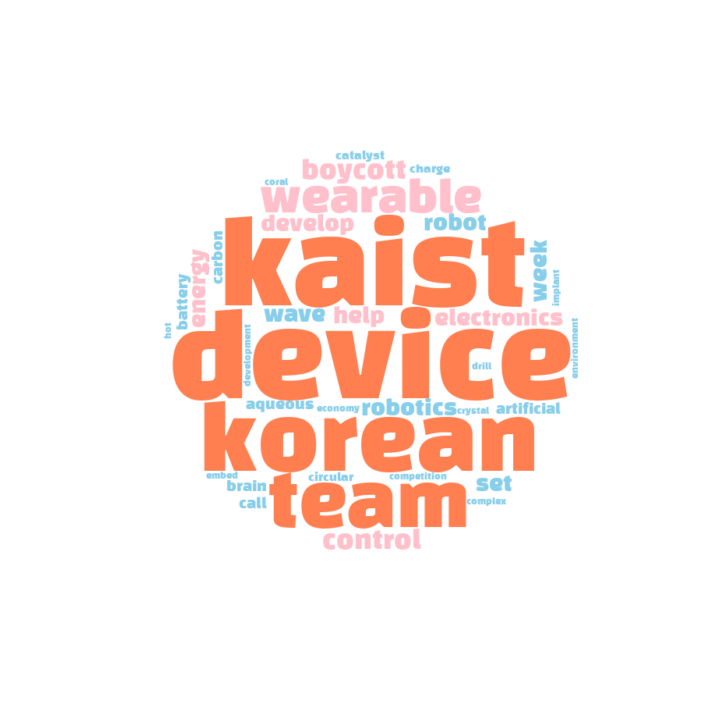 catalyst
boycott charge
coral
wearable
develop robot
kaist
carbon
week
energy
battery
implant
hot
wave help electronics
device
development
drill
environment
aqueous economy robotics crystal artificial
korean
embed circular competition
brain team set
call complex
control